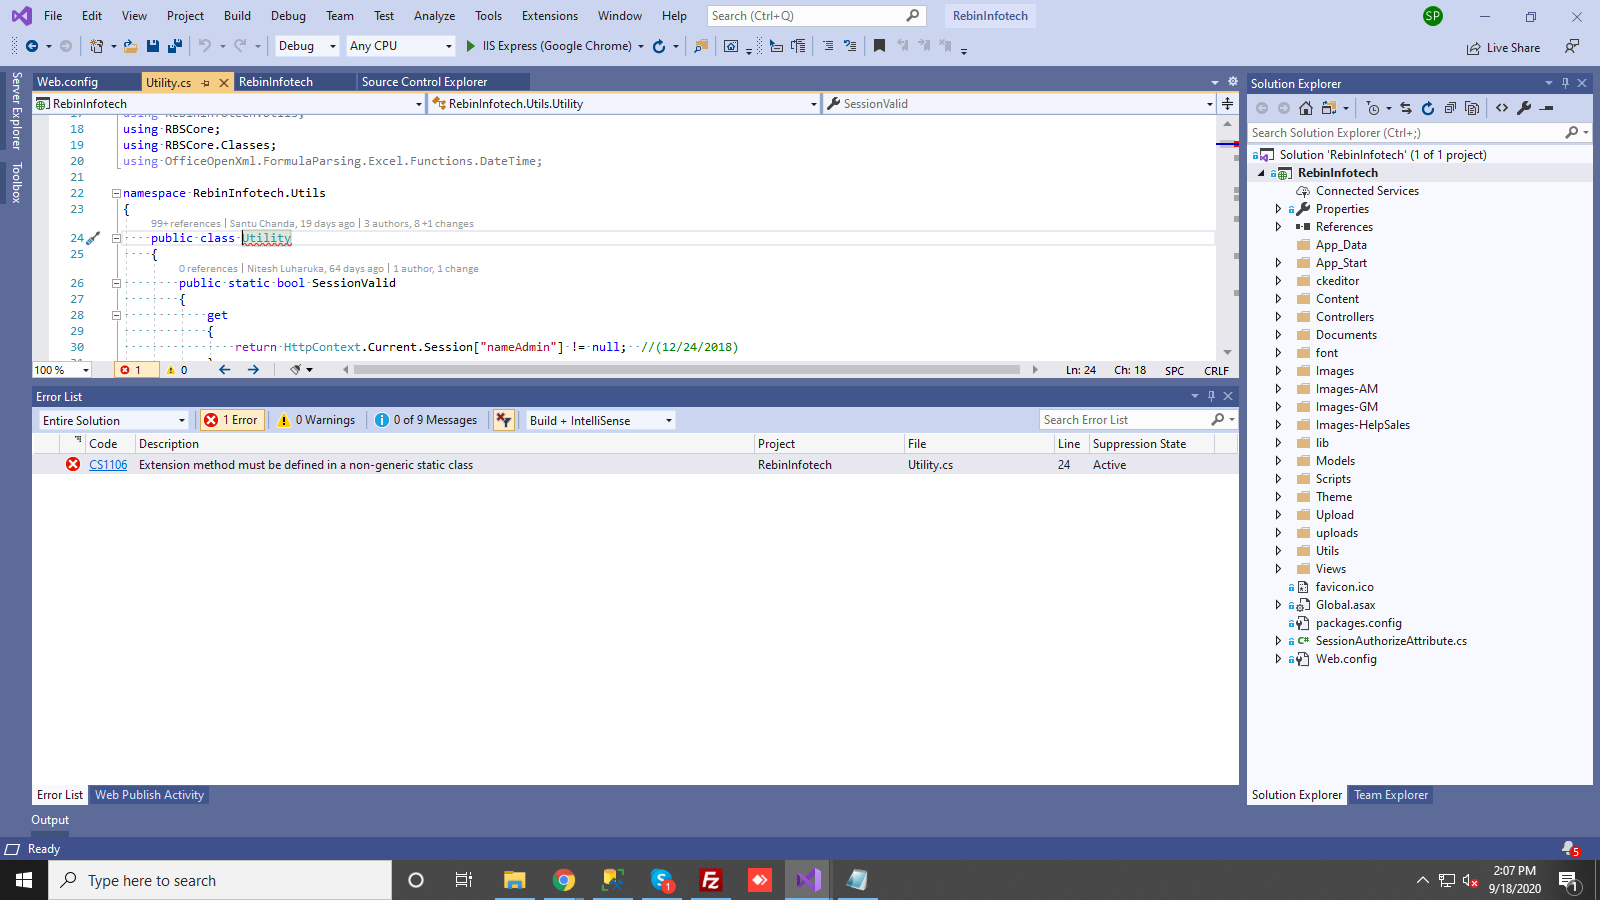 File Edit View Project Build Debug Team Test Analyze Tools Extensions Window Help Search (Ctrl+Q) RebinInfotech SP
Debug Any CPU IIS Express (Google Chrome) Live Share
Server Explorer
Toolbox
Web.config Utility.cs RebinInfotech Source Control Explorer
RebinInfotech RebinInfotech.Utils.Utility SessionValid
17 using RebinInfotech.Utils;
18 using RBSCore;
19 using RBSCore.Classes;
20 using OfficeOpenXml.FormulaParsing.Excel.Functions.DateTime;
21
22 namespace RebinInfotech.Utils
23 {
99+ references | Santu Chanda, 19 days ago | 3 authors, 8 +1 changes
24 public class Utility
25 {
0 references | Nitesh Luharuka, 64 days ago | 1 author, 1 change
26 public static bool SessionValid
27 {
28 get
29 {
30 return HttpContext.Current.Session["nameAdmin"] != null; //(12/24/2018)
100 % 1 0 Ln: 24 Ch: 18 SPC CRLF
Error List
Entire Solution 1 Error 0 Warnings 0 of 9 Messages Build + IntelliSense Search Error List
Code Description Project File Line Suppression State
CS1106 Extension method must be defined in a non-generic static class RebinInfotech Utility.cs 24 Active
Error List Web Publish Activity
Output
Ready
Solution Explorer
Search Solution Explorer (Ctrl+;)
Solution 'RebinInfotech' (1 of 1 project)
RebinInfotech
Connected Services
Properties
References
App_Data
App_Start
ckeditor
Content
Controllers
Documents
font
Images
Images-AM
Images-GM
Images-HelpSales
lib
Models
Scripts
Theme
Upload
uploads
Utils
Views
favicon.ico
Global.asax
packages.config
SessionAuthorizeAttribute.cs
Web.config
Solution Explorer Team Explorer
5
Type here to search
1
2:07 PM
9/18/2020
1